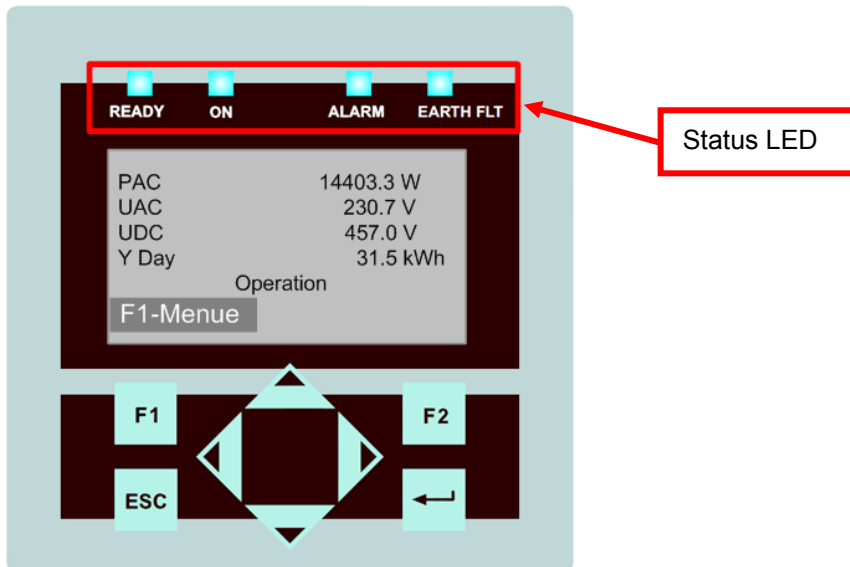 READY ON ALARM EARTH FLT
Status LED
PAC 14403.3 W
UAC 230.7 V
UDC 457.0 V
Y Day 31.5 kWh
Operation
F1-Menue
F1 F2
ESC